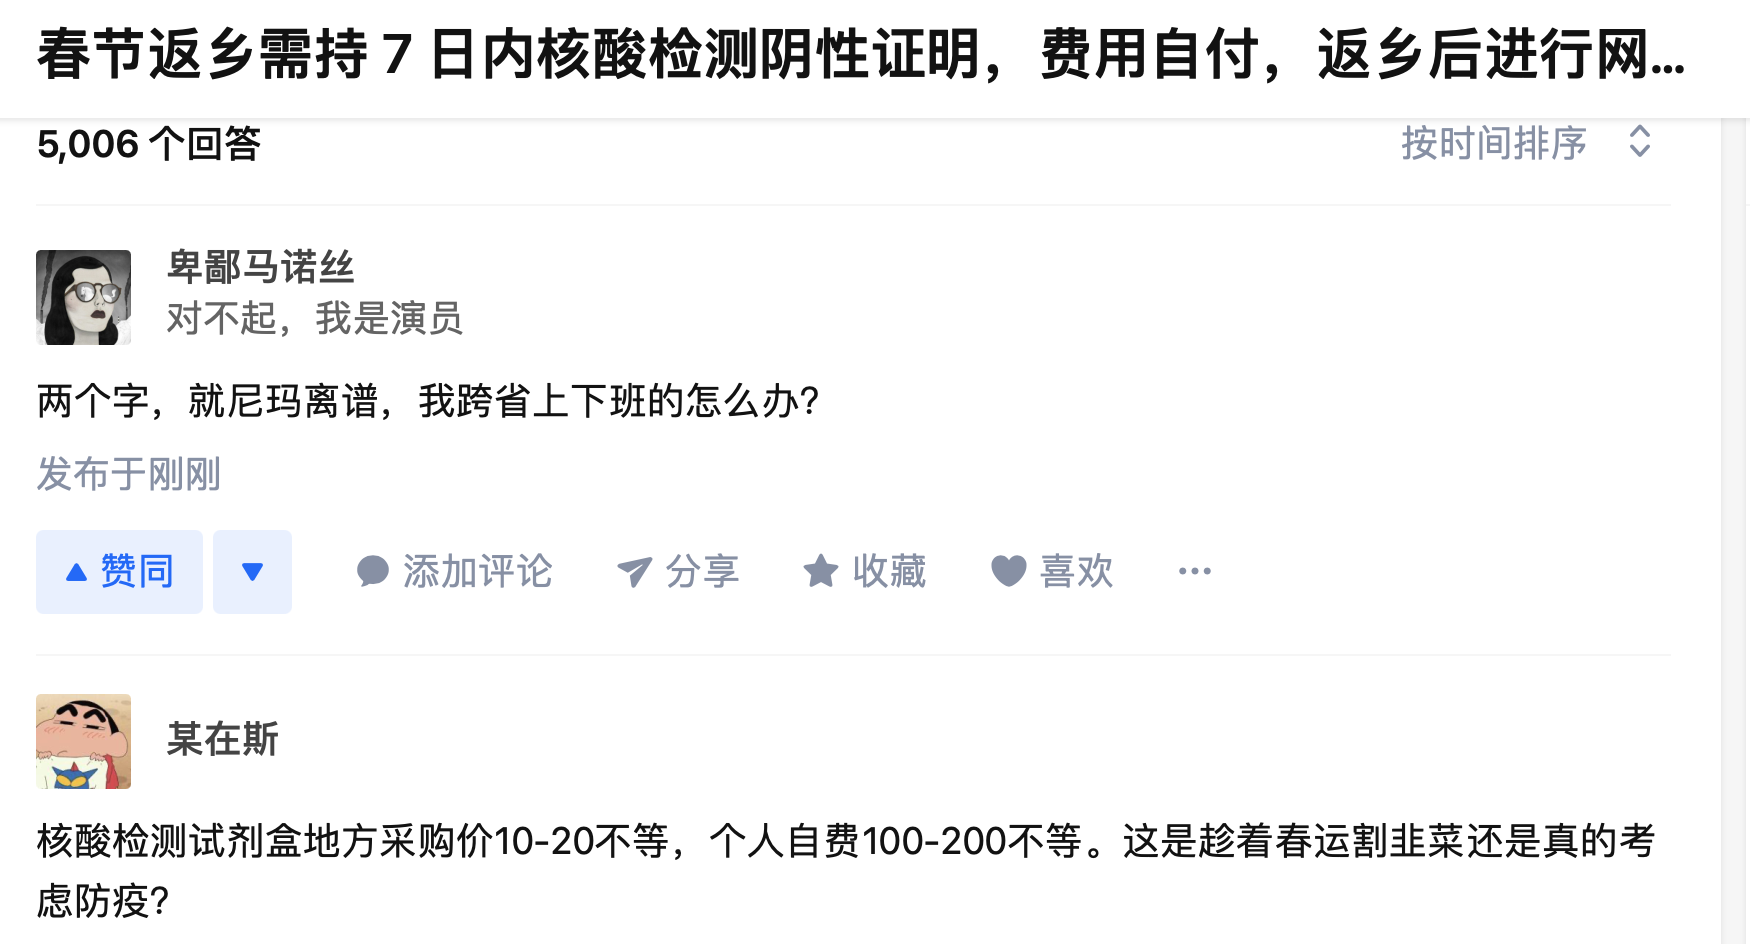 春节返乡需持 7 日内核酸检测阴性证明，费用自付，返乡后进行网...
5,006 个回答
按时间排序
卑鄙马诺丝
对不起，我是演员
两个字，就尼玛离谱，我跨省上下班的怎么办?
发布于刚刚
赞同 添加评论 分享 收藏 喜欢 ...
某在斯
核酸检测试剂盒地方采购价10-20不等，个人自费100-200不等。这是趁着春运割韭菜还是真的考
虑防疫?